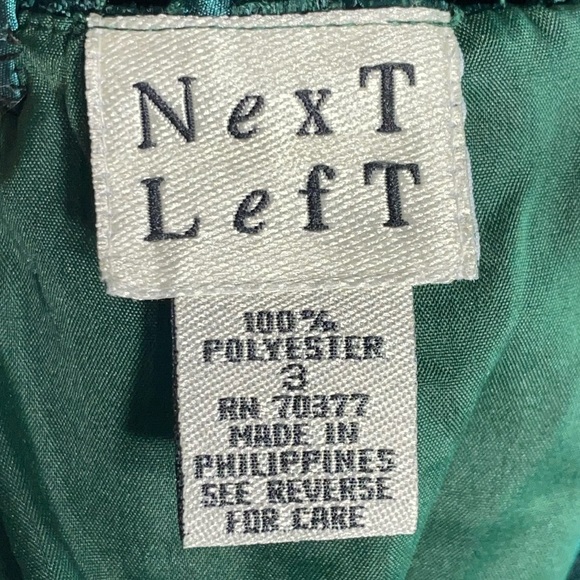 NexT
LefT
100%
POLYESTER
3
RN 70377
MADE IN
PHILIPPINES
SEE REVERSE
FOR CARE